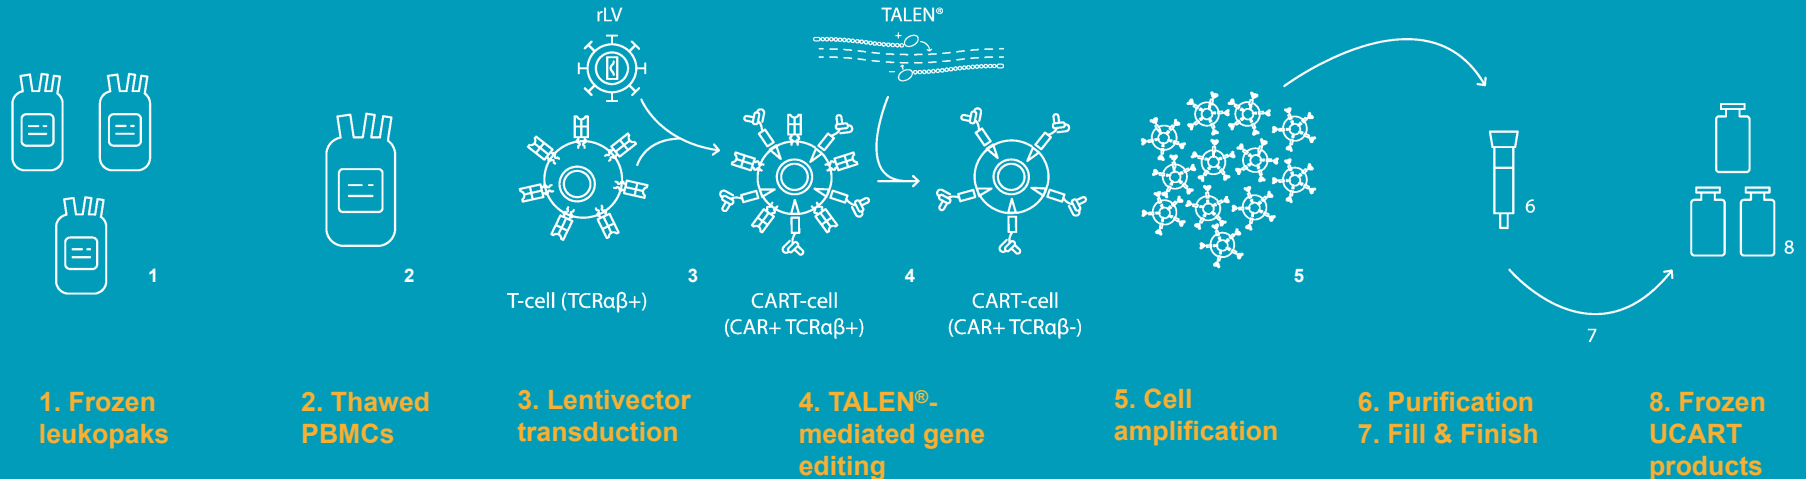 rLV
TALEN®
+
+
–
1
2
3
4
5
6
7
8
T-cell (TCRαβ+)
CART-cell
(CAR+ TCRαβ+)
CART-cell
(CAR+ TCRαβ-)
1. Frozen
leukopaks
2. Thawed
PBMCs
3. Lentivector
transduction
4. TALEN®-
mediated gene
editing
5. Cell
amplification
6. Purification
7. Fill & Finish
8. Frozen
UCART
products